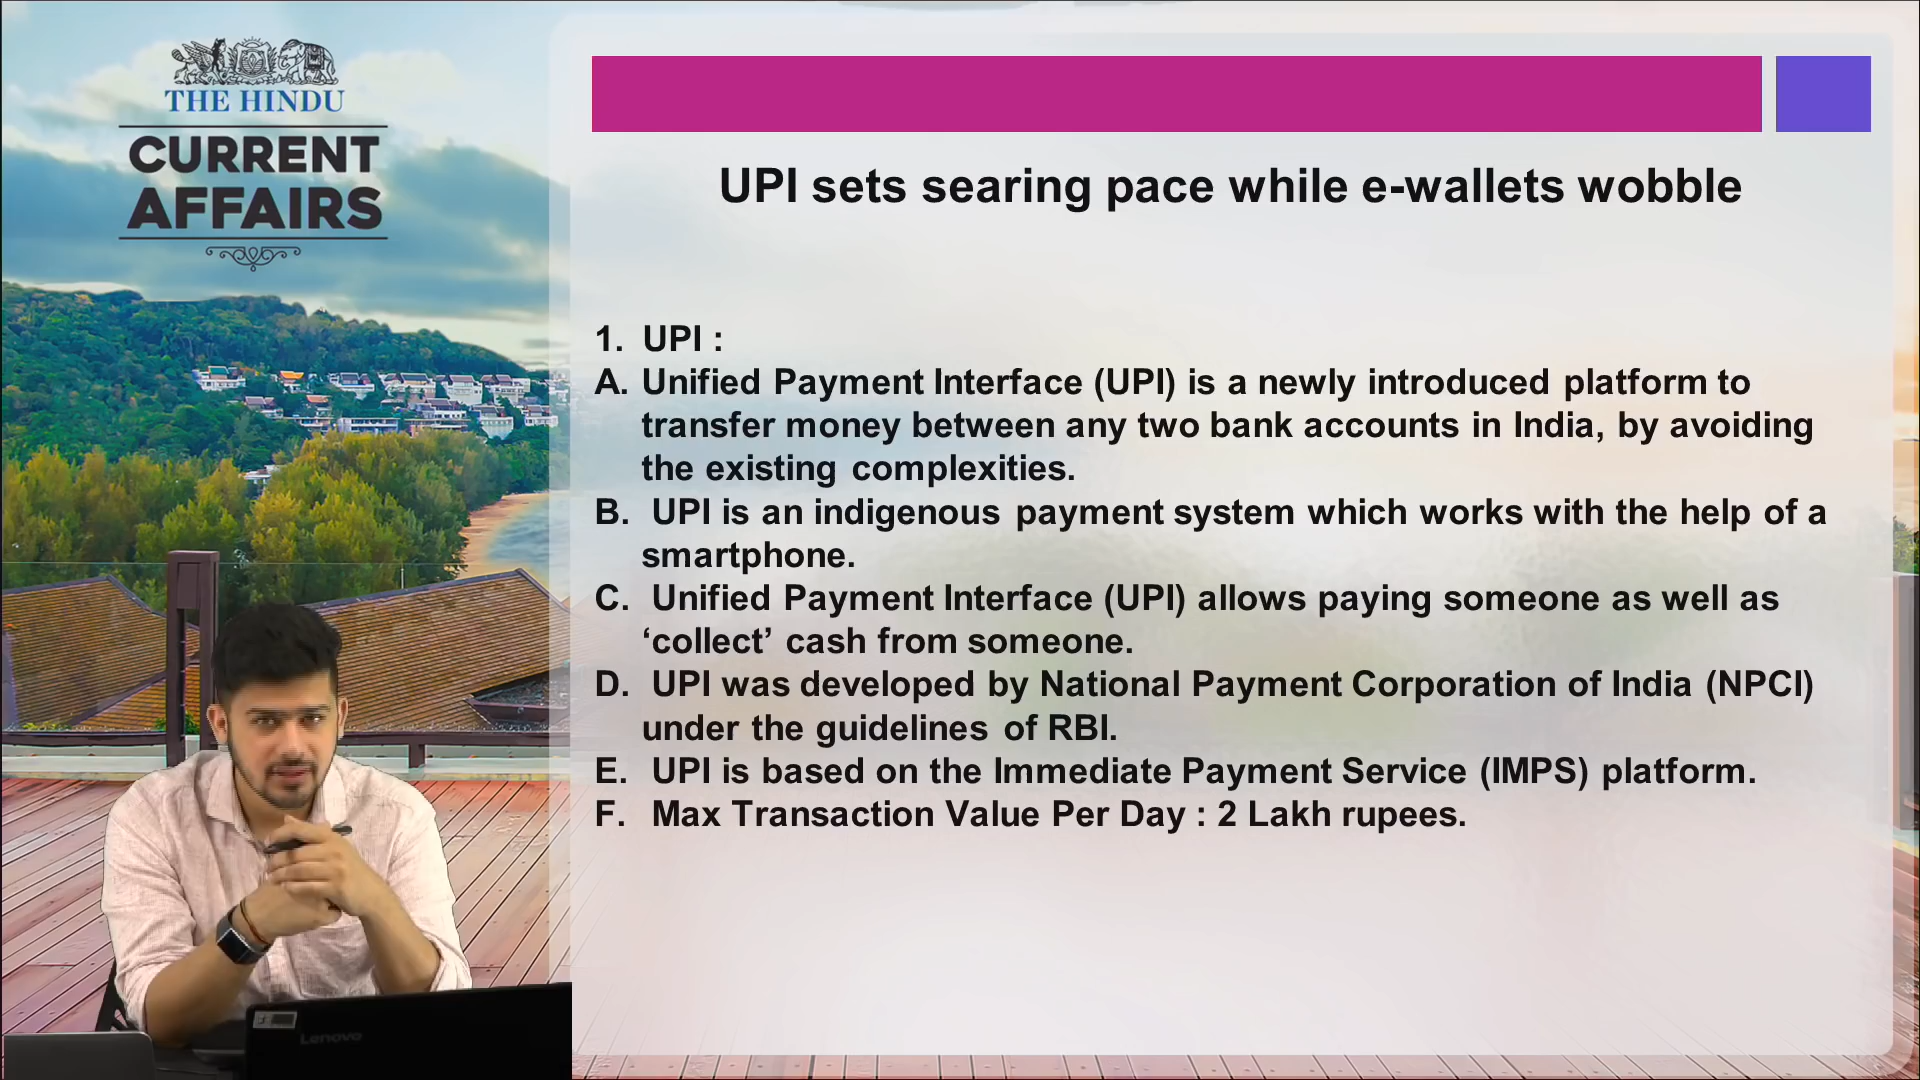 THE HINDU
CURRENT
AFFAIRS
UPI sets searing pace while e-wallets wobble
1. UPI :
A. Unified Payment Interface (UPI) is a newly introduced platform to
transfer money between any two bank accounts in India, by avoiding
the existing complexities.
B. UPI is an indigenous payment system which works with the help of a
smartphone.
C. Unified Payment Interface (UPI) allows paying someone as well as
‘collect’ cash from someone.
D. UPI was developed by National Payment Corporation of India (NPCI)
under the guidelines of RBI.
E. UPI is based on the Immediate Payment Service (IMPS) platform.
F. Max Transaction Value Per Day : 2 Lakh rupees.
Lenovo